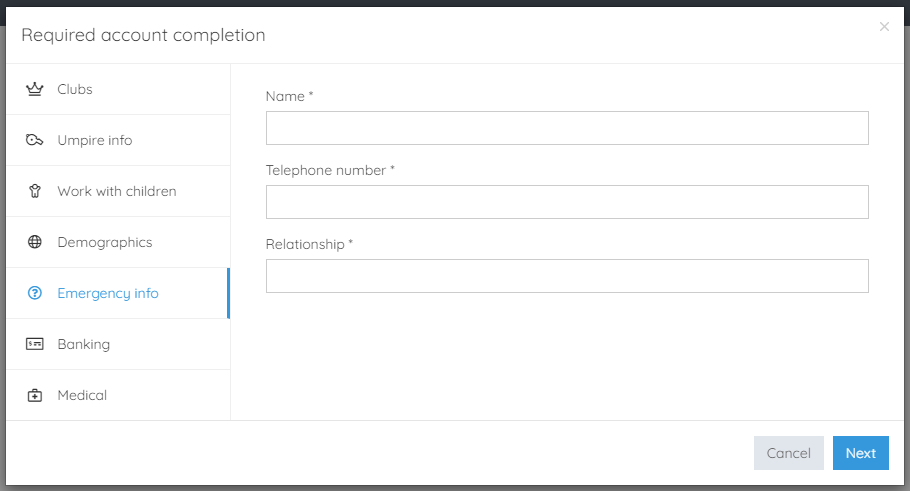 Required account completion
×
Clubs
Umpire info
Work with children
Demographics
Emergency info
Banking
Medical
Name *
Telephone number *
Relationship *
Cancel
Next